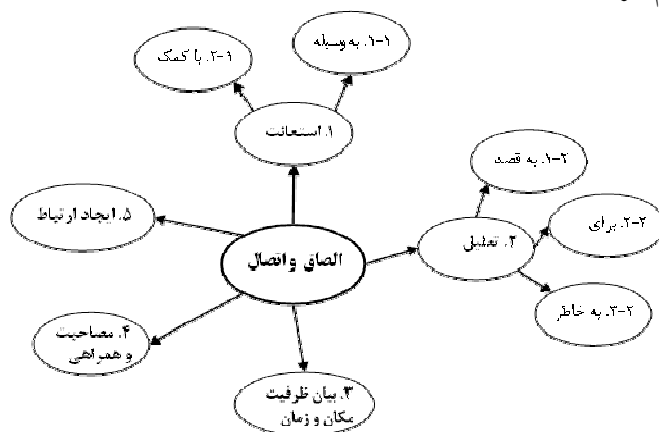 ۱-۱. به وسیله
۲-۱. با کمک
۱. استعانت
۱-۲. به قصد
۲-۲. برای
۲. تعلیل
۳-۲. به خاطر
الصاق و اتصال
۵. ایجاد ارتباط
۴. مصاحبت
و همراهی
۳. بیان ظرفیت
مکان و زمان